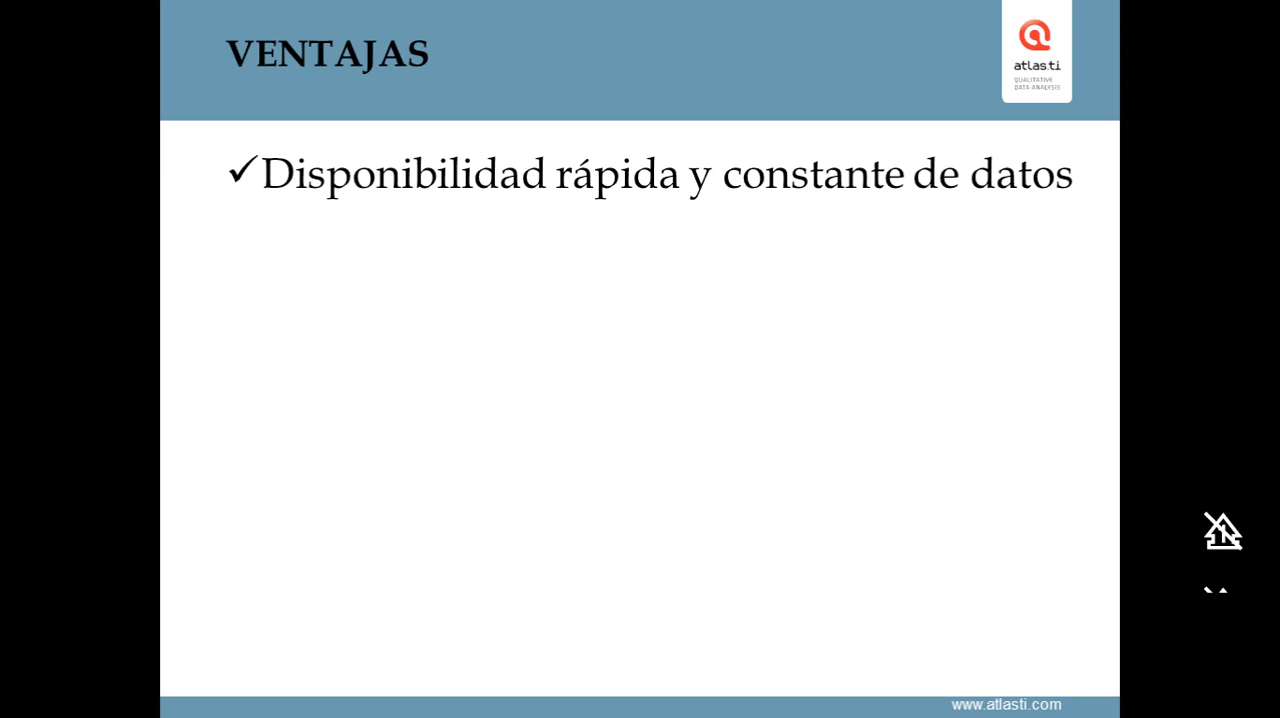 VENTAJAS
atlas.ti
QUALITATIVE
DATA ANALYSIS
✓Disponibilidad rápida y constante de datos
www.atlasti.com